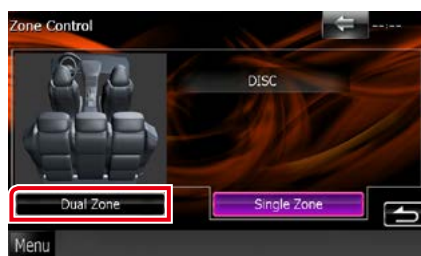 Zone Control
--:--
DISC
Dual Zone
Single Zone
Menu